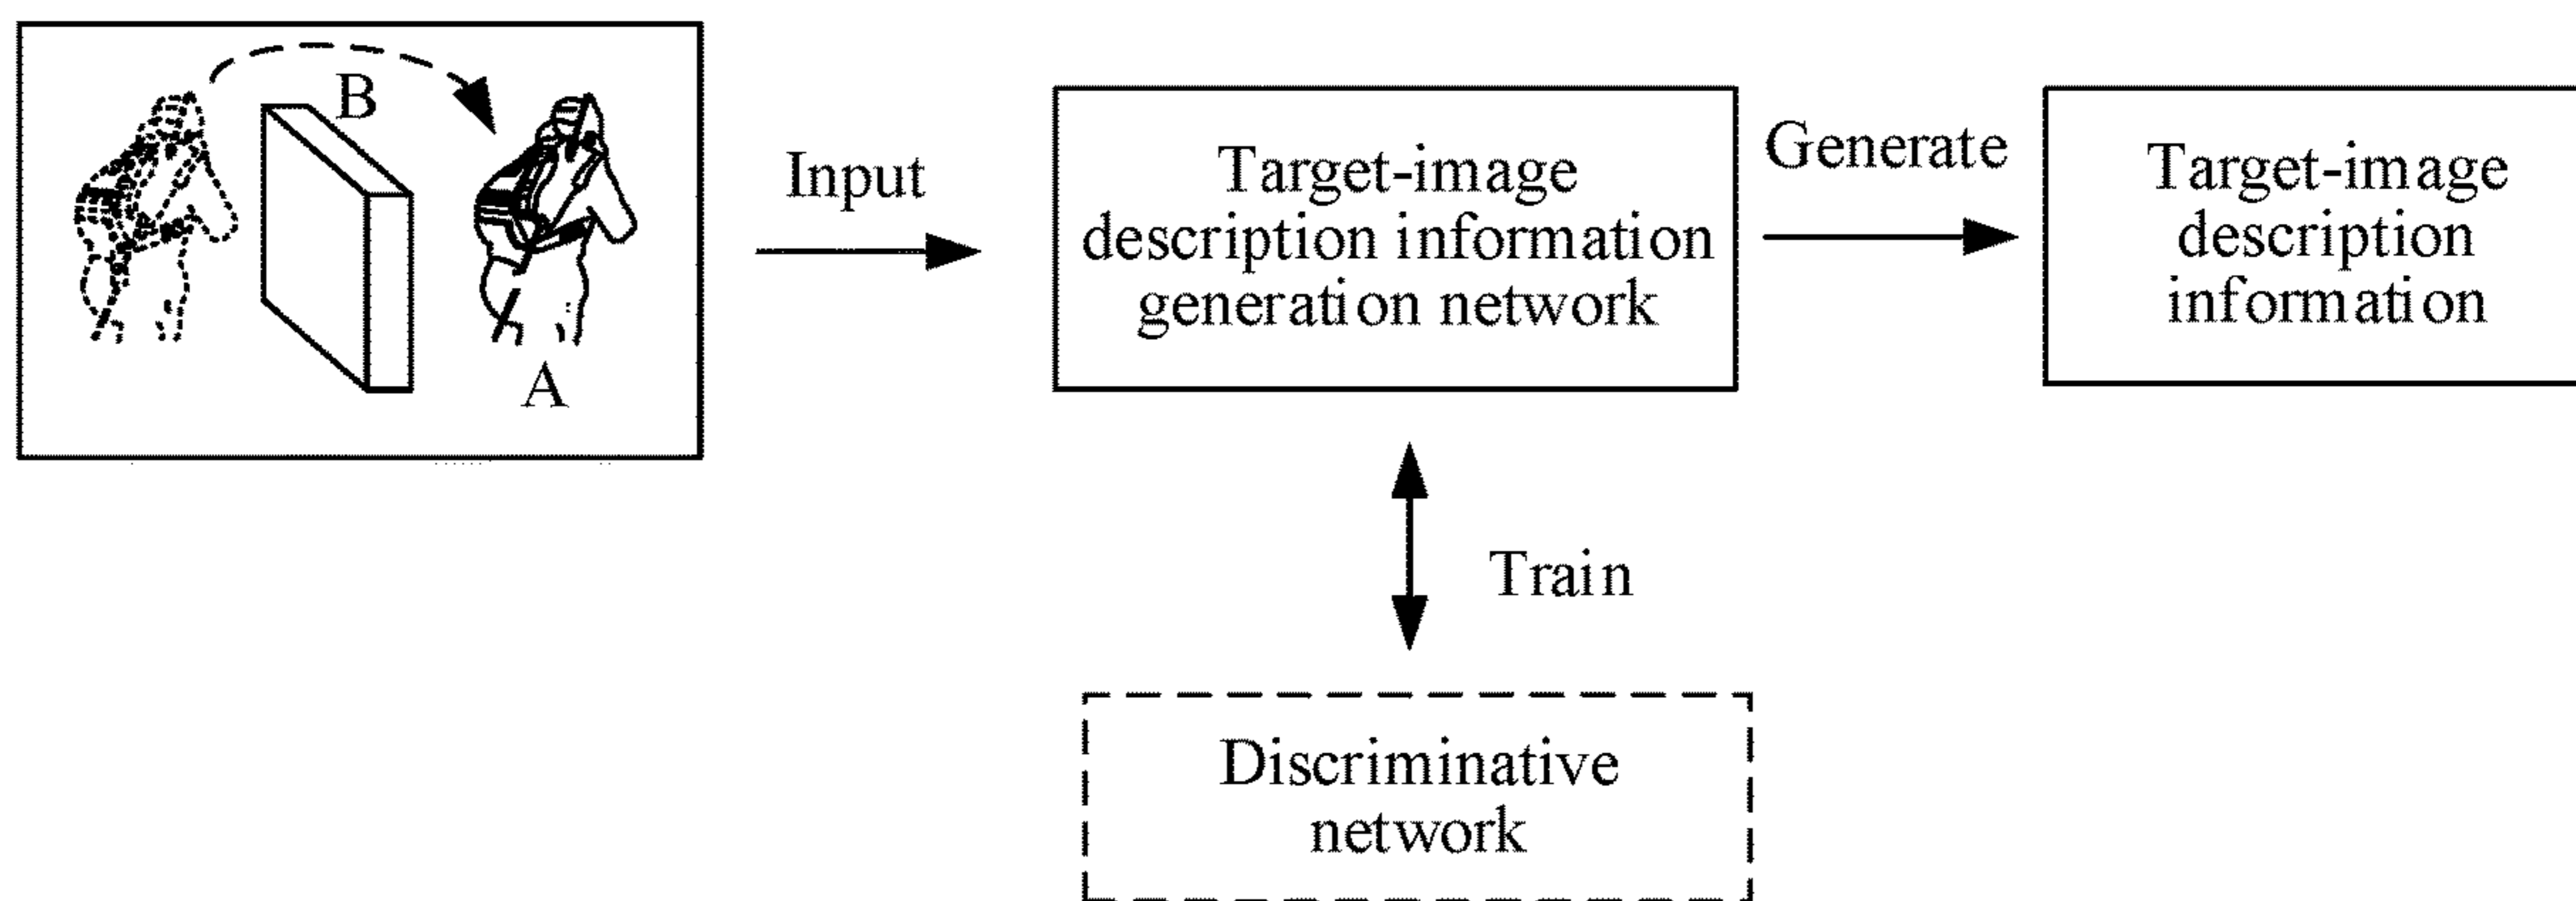 B
A
Input
Target-image
description information
generation network
Generate
Target-image
description
information
Train
Discriminative
network